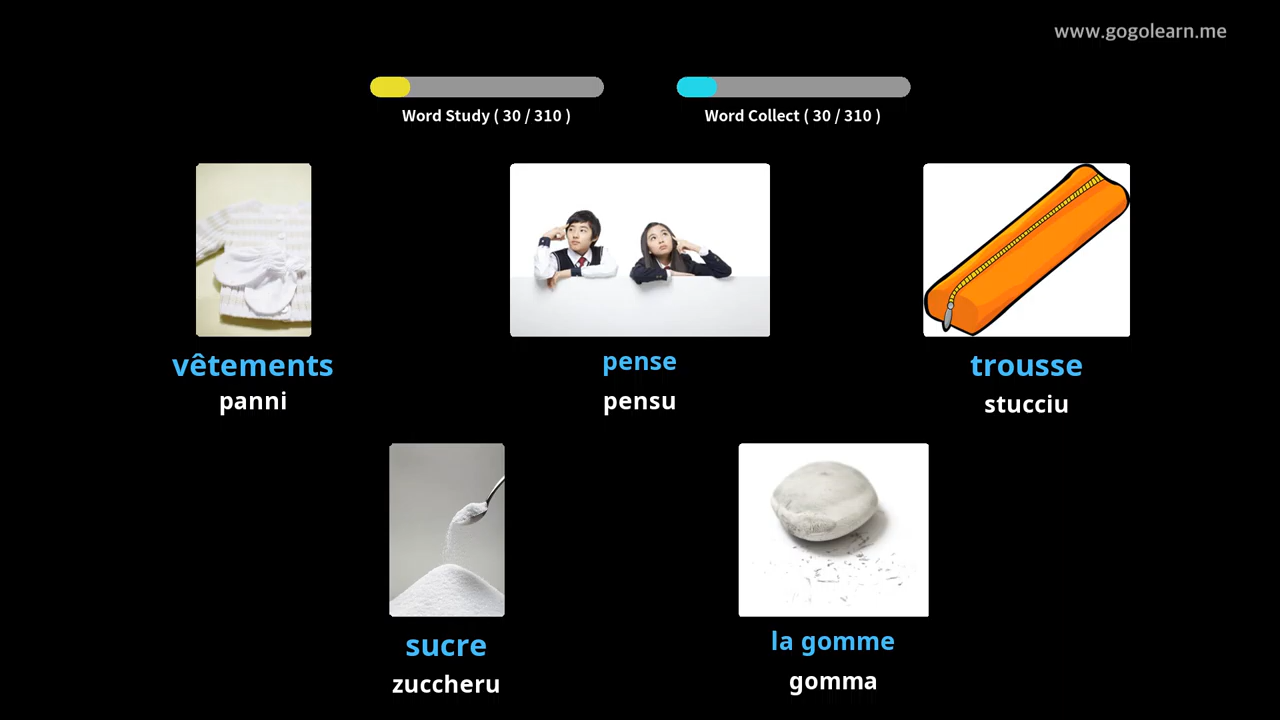 www.gogolearn.me
Word Study ( 30 / 310 )
Word Collect ( 30 / 310 )
vêtements
panni
pense
pensu
trousse
stucciu
sucre
zuccheru
la gomme
gomma